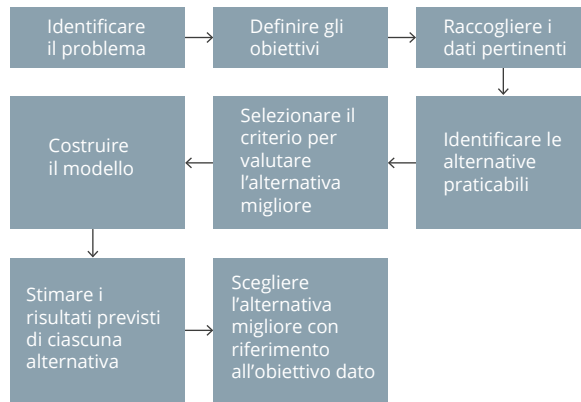 Identificare
il problema
Definire gli
obiettivi
Raccogliere i
dati pertinenti
Identificare le
alternative
praticabili
Selezionare il
criterio per
valutare
l’alternativa
migliore
Costruire
il modello
Stimare i
risultati previsti
di ciascuna
alternativa
Scegliere
l’alternativa
migliore con
riferimento
all’obiettivo dato